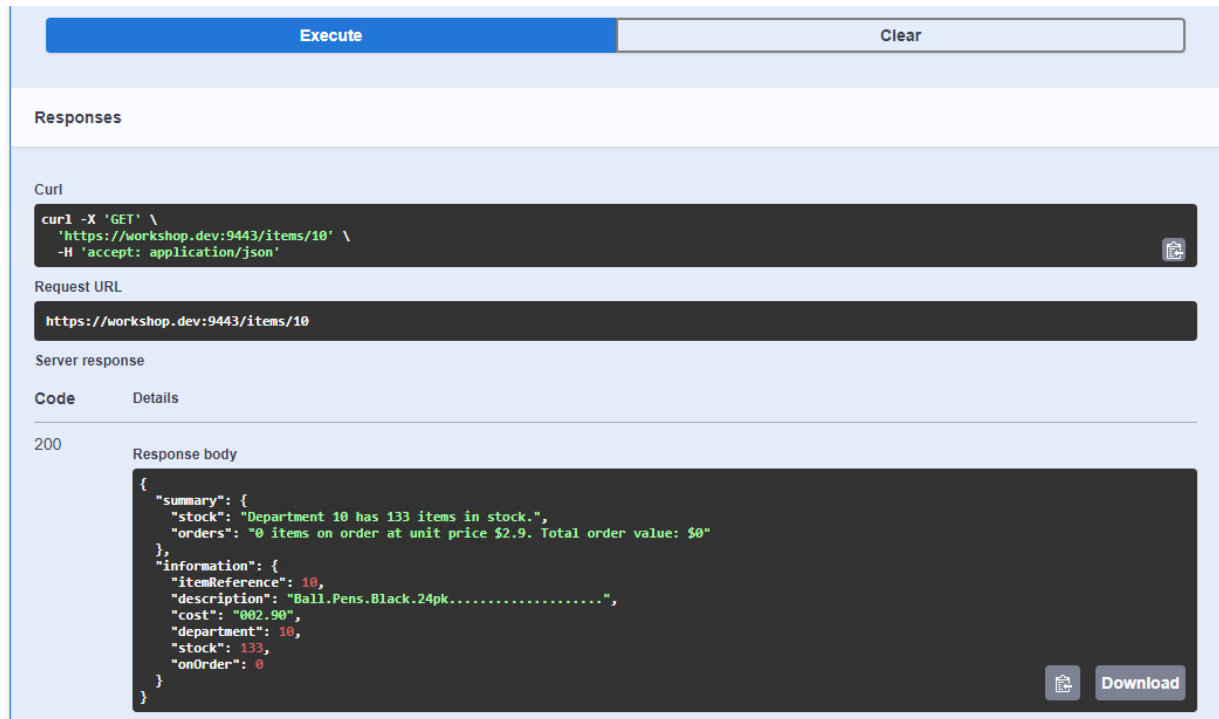 Execute
Clear
Responses
Curl
curl -X 'GET' \
  'https://workshop.dev:9443/items/10' \
  -H 'accept: application/json'
Request URL
https://workshop.dev:9443/items/10
Server response
Code Details
200
Response body
{
  "summary": {
    "stock": "Department 10 has 133 items in stock.",
    "orders": "0 items on order at unit price $2.9. Total order value: $0"
  },
  "information": {
    "itemReference": 10,
    "description": "Ball.Pens.Black.24pk.....................",
    "cost": "002.90",
    "department": 10,
    "stock": 133,
    "onOrder": 0
  }
}
Download